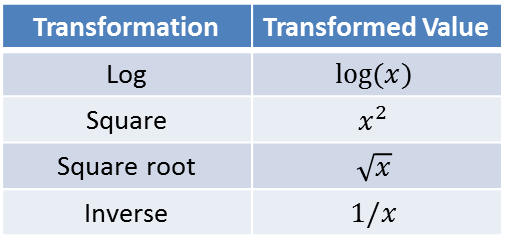 Transformation Transformed Value
Log log(x)
Square x²
Square root √x
Inverse 1/x